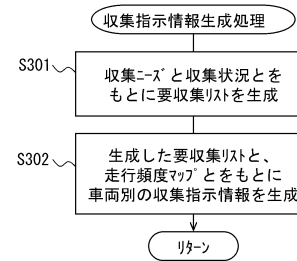 収集指示情報生成処理
S301
収集ﾆｰｽﾞと収集状況とを
もとに要収集ﾘｽﾄを生成
S302
生成した要収集ﾘｽﾄと、
走行頻度ﾏｯﾌﾟとをもとに
車両別の収集指示情報を生成
ﾘﾀｰﾝ